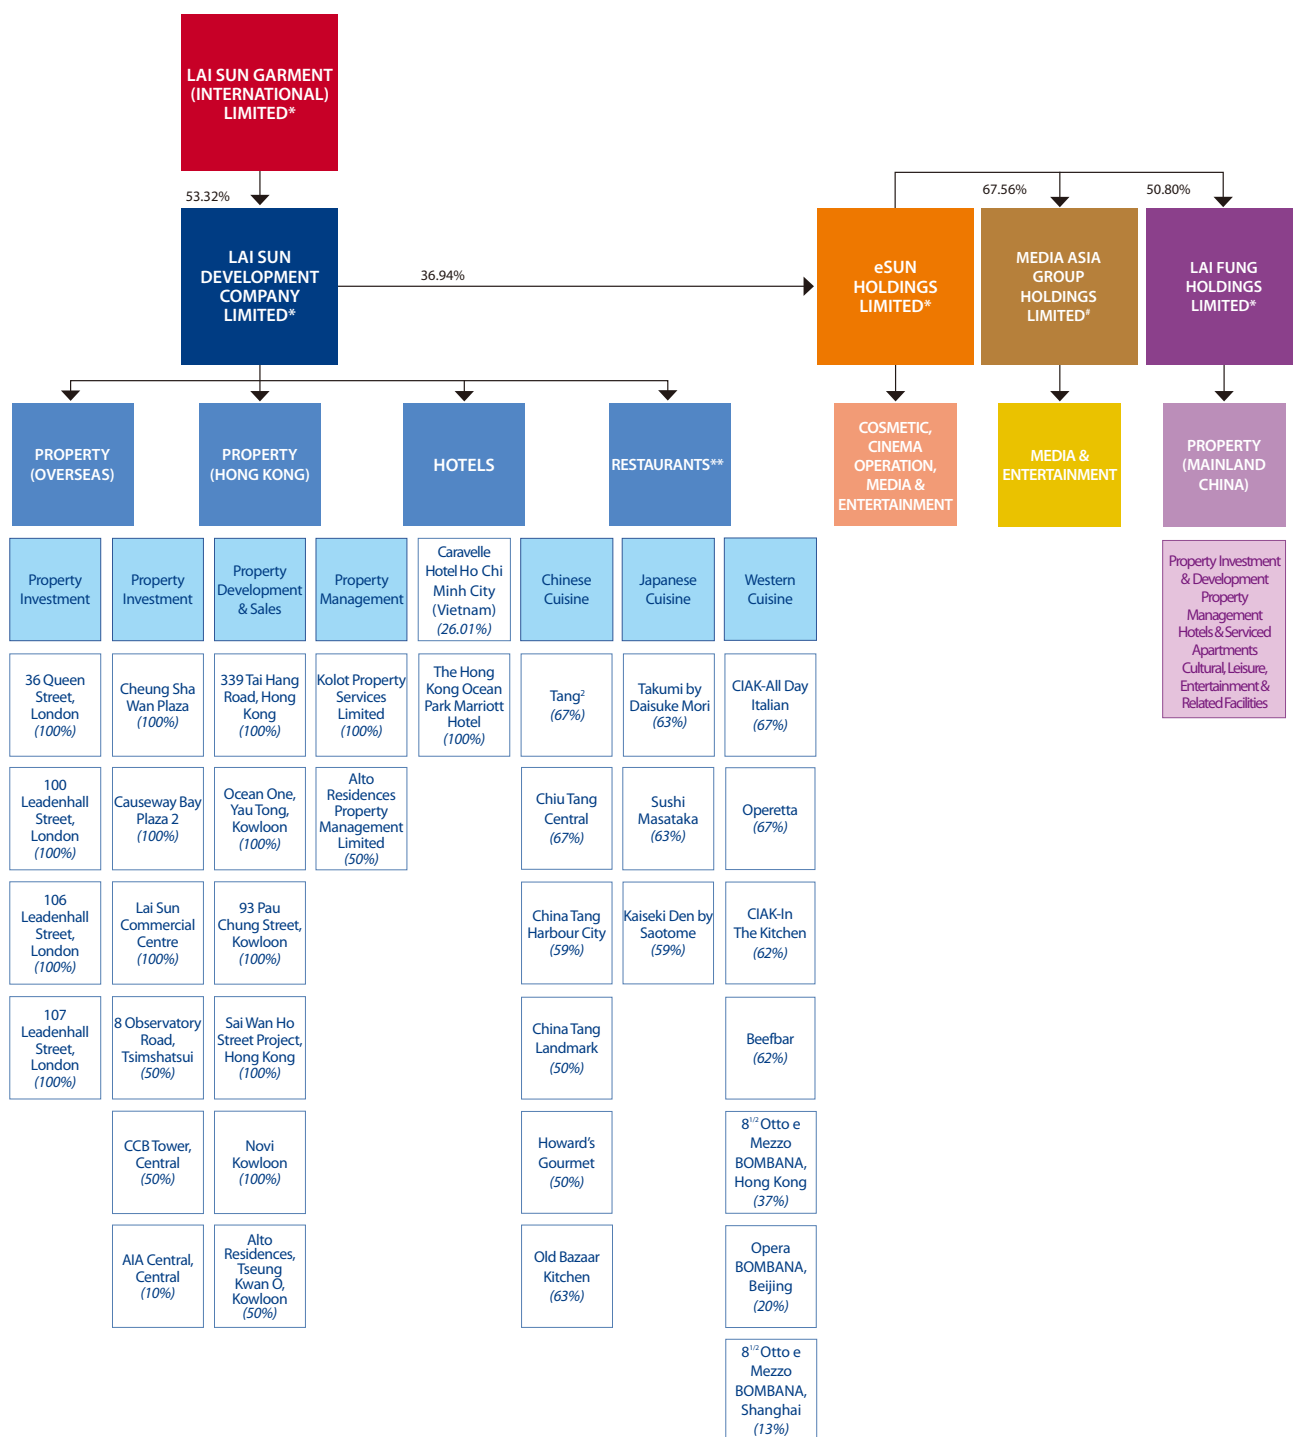 LAI SUN GARMENT
(INTERNATIONAL)
LIMITED*
53.32%
67.56%
50.80%
LAI SUN
DEVELOPMENT
COMPANY
LIMITED*
36.94%
eSUN
HOLDINGS
LIMITED*
MEDIA ASIA
GROUP
HOLDINGS
LIMITED#
LAI FUNG
HOLDINGS
LIMITED*
PROPERTY
(OVERSEAS)
PROPERTY
(HONG KONG)
HOTELS
RESTAURANTS**
COSMETIC,
CINEMA
OPERATION,
MEDIA &
ENTERTAINMENT
MEDIA &
ENTERTAINMENT
PROPERTY
(MAINLAND
CHINA)
Property
Investment
Property
Investment
Property
Development
& Sales
Property
Management
Caravelle
Hotel Ho Chi
Minh City
(Vietnam)
(26.01%)
Chinese
Cuisine
Japanese
Cuisine
Western
Cuisine
Property Investment
& Development
Property
Management
Hotels & Serviced
Apartments
Cultural, Leisure,
Entertainment &
Related Facilities
36 Queen
Street,
London
(100%)
Cheung Sha
Wan Plaza
(100%)
339 Tai Hang
Road, Hong
Kong
(100%)
Kolot Property
Services
Limited
(100%)
The Hong
Kong Ocean
Park Marriott
Hotel
(100%)
Tang²
(67%)
Takumi by
Daisuke Mori
(63%)
CIAK-All Day
Italian
(67%)
100
Leadenhall
Street,
London
(100%)
Causeway Bay
Plaza 2
(100%)
Ocean One,
Yau Tong,
Kowloon
(100%)
Alto
Residences
Property
Management
Limited
(50%)
Chiu Tang
Central
(67%)
Sushi
Masataka
(63%)
Operetta
(67%)
106
Leadenhall
Street,
London
(100%)
Lai Sun
Commercial
Centre
(100%)
93 Pau
Chung Street,
Kowloon
(100%)
China Tang
Harbour City
(59%)
Kaiseki Den by
Saotome
(59%)
CIAK-In
The Kitchen
(62%)
107
Leadenhall
Street,
London
(100%)
8 Observatory
Road,
Tsimshatsui
(50%)
Sai Wan Ho
Street Project,
Hong Kong
(100%)
China Tang
Landmark
(50%)
Beefbar
(62%)
CCB Tower,
Central
(50%)
Novi
Kowloon
(100%)
Howard's
Gourmet
(50%)
81/2 Otto e
Mezzo
BOMBANA,
Hong Kong
(37%)
AIA Central,
Central
(10%)
Alto
Residences,
Tseung
Kwan O,
Kowloon
(50%)
Old Bazaar
Kitchen
(63%)
Opera
BOMBANA,
Beijing
(20%)
81/2 Otto e
Mezzo
BOMBANA,
Shanghai
(13%)